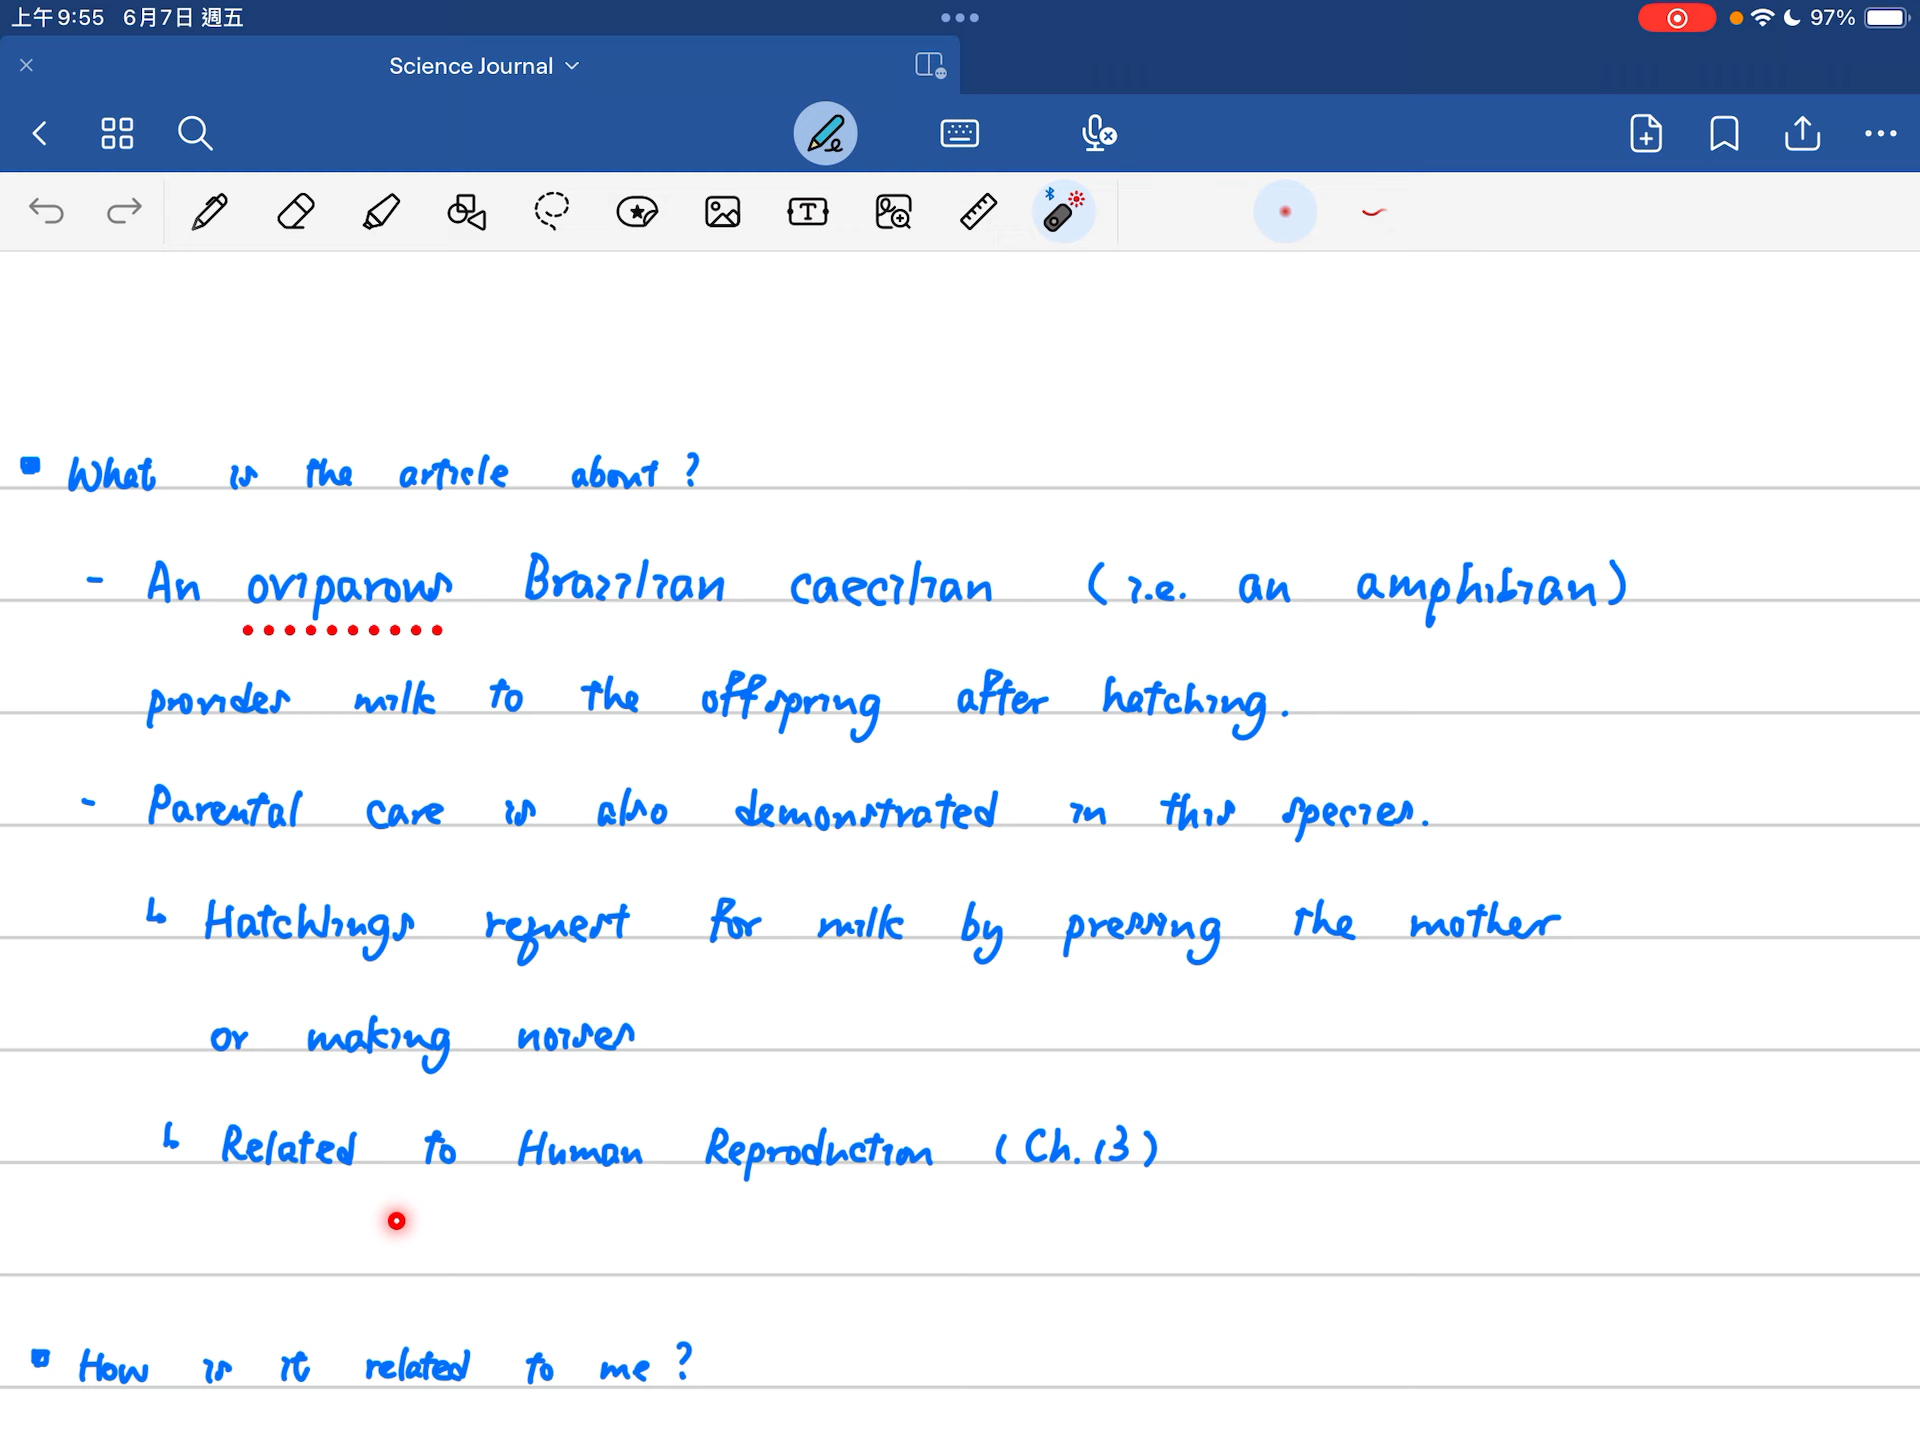 上午9:55 6月7日 週五
97%
Science Journal
What is the article about?
- An oviparous Brazilian caecilian (i.e. an amphibian)
provides milk to the offspring after hatching.
- Parental care is also demonstrated in this species.
↳ Hatchlings request for milk by pressing the mother
or making noises
↳ Related to Human Reproduction (Ch.13)
How is it related to me?